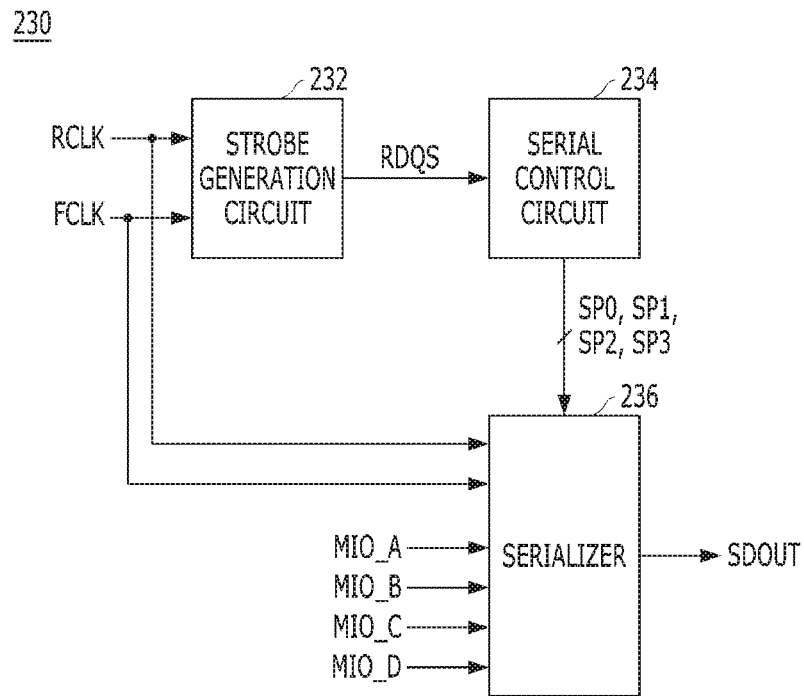 230
232
234
RCLK
FCLK
STROBE
GENERATION
CIRCUIT
RDQS
SERIAL
CONTROL
CIRCUIT
SP0, SP1,
SP2, SP3
236
MIO_A
MIO_B
MIO_C
MIO_D
SERIALIZER
SDOUT